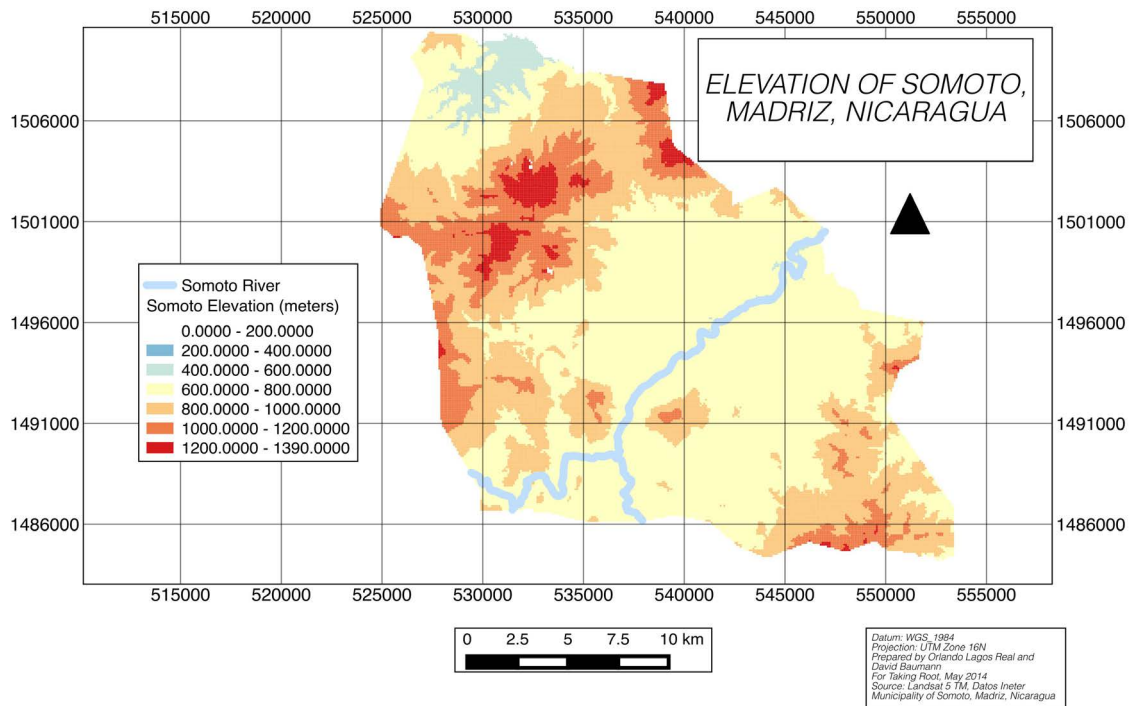 515000 520000 525000 530000 535000 540000 545000 550000 555000
ELEVATION OF SOMOTO,
MADRIZ, NICARAGUA
1506000 1506000
1501000 1501000
Somoto River
Somoto Elevation (meters)
0.0000 - 200.0000
200.0000 - 400.0000
400.0000 - 600.0000
600.0000 - 800.0000
800.0000 - 1000.0000
1000.0000 - 1200.0000
1200.0000 - 1390.0000
1496000 1496000
1491000 1491000
1486000 1486000
515000 520000 525000 530000 535000 540000 545000 550000 555000
0 2.5 5 7.5 10 km
Datum: WGS_1984
Projection: UTM Zone 16N
Prepared by Orlando Lagos Real and
David Baumann
For Taking Root, May 2014
Source: Landsat 5 TM, Datos Ineter
Municipality of Somoto, Madriz, Nicaragua